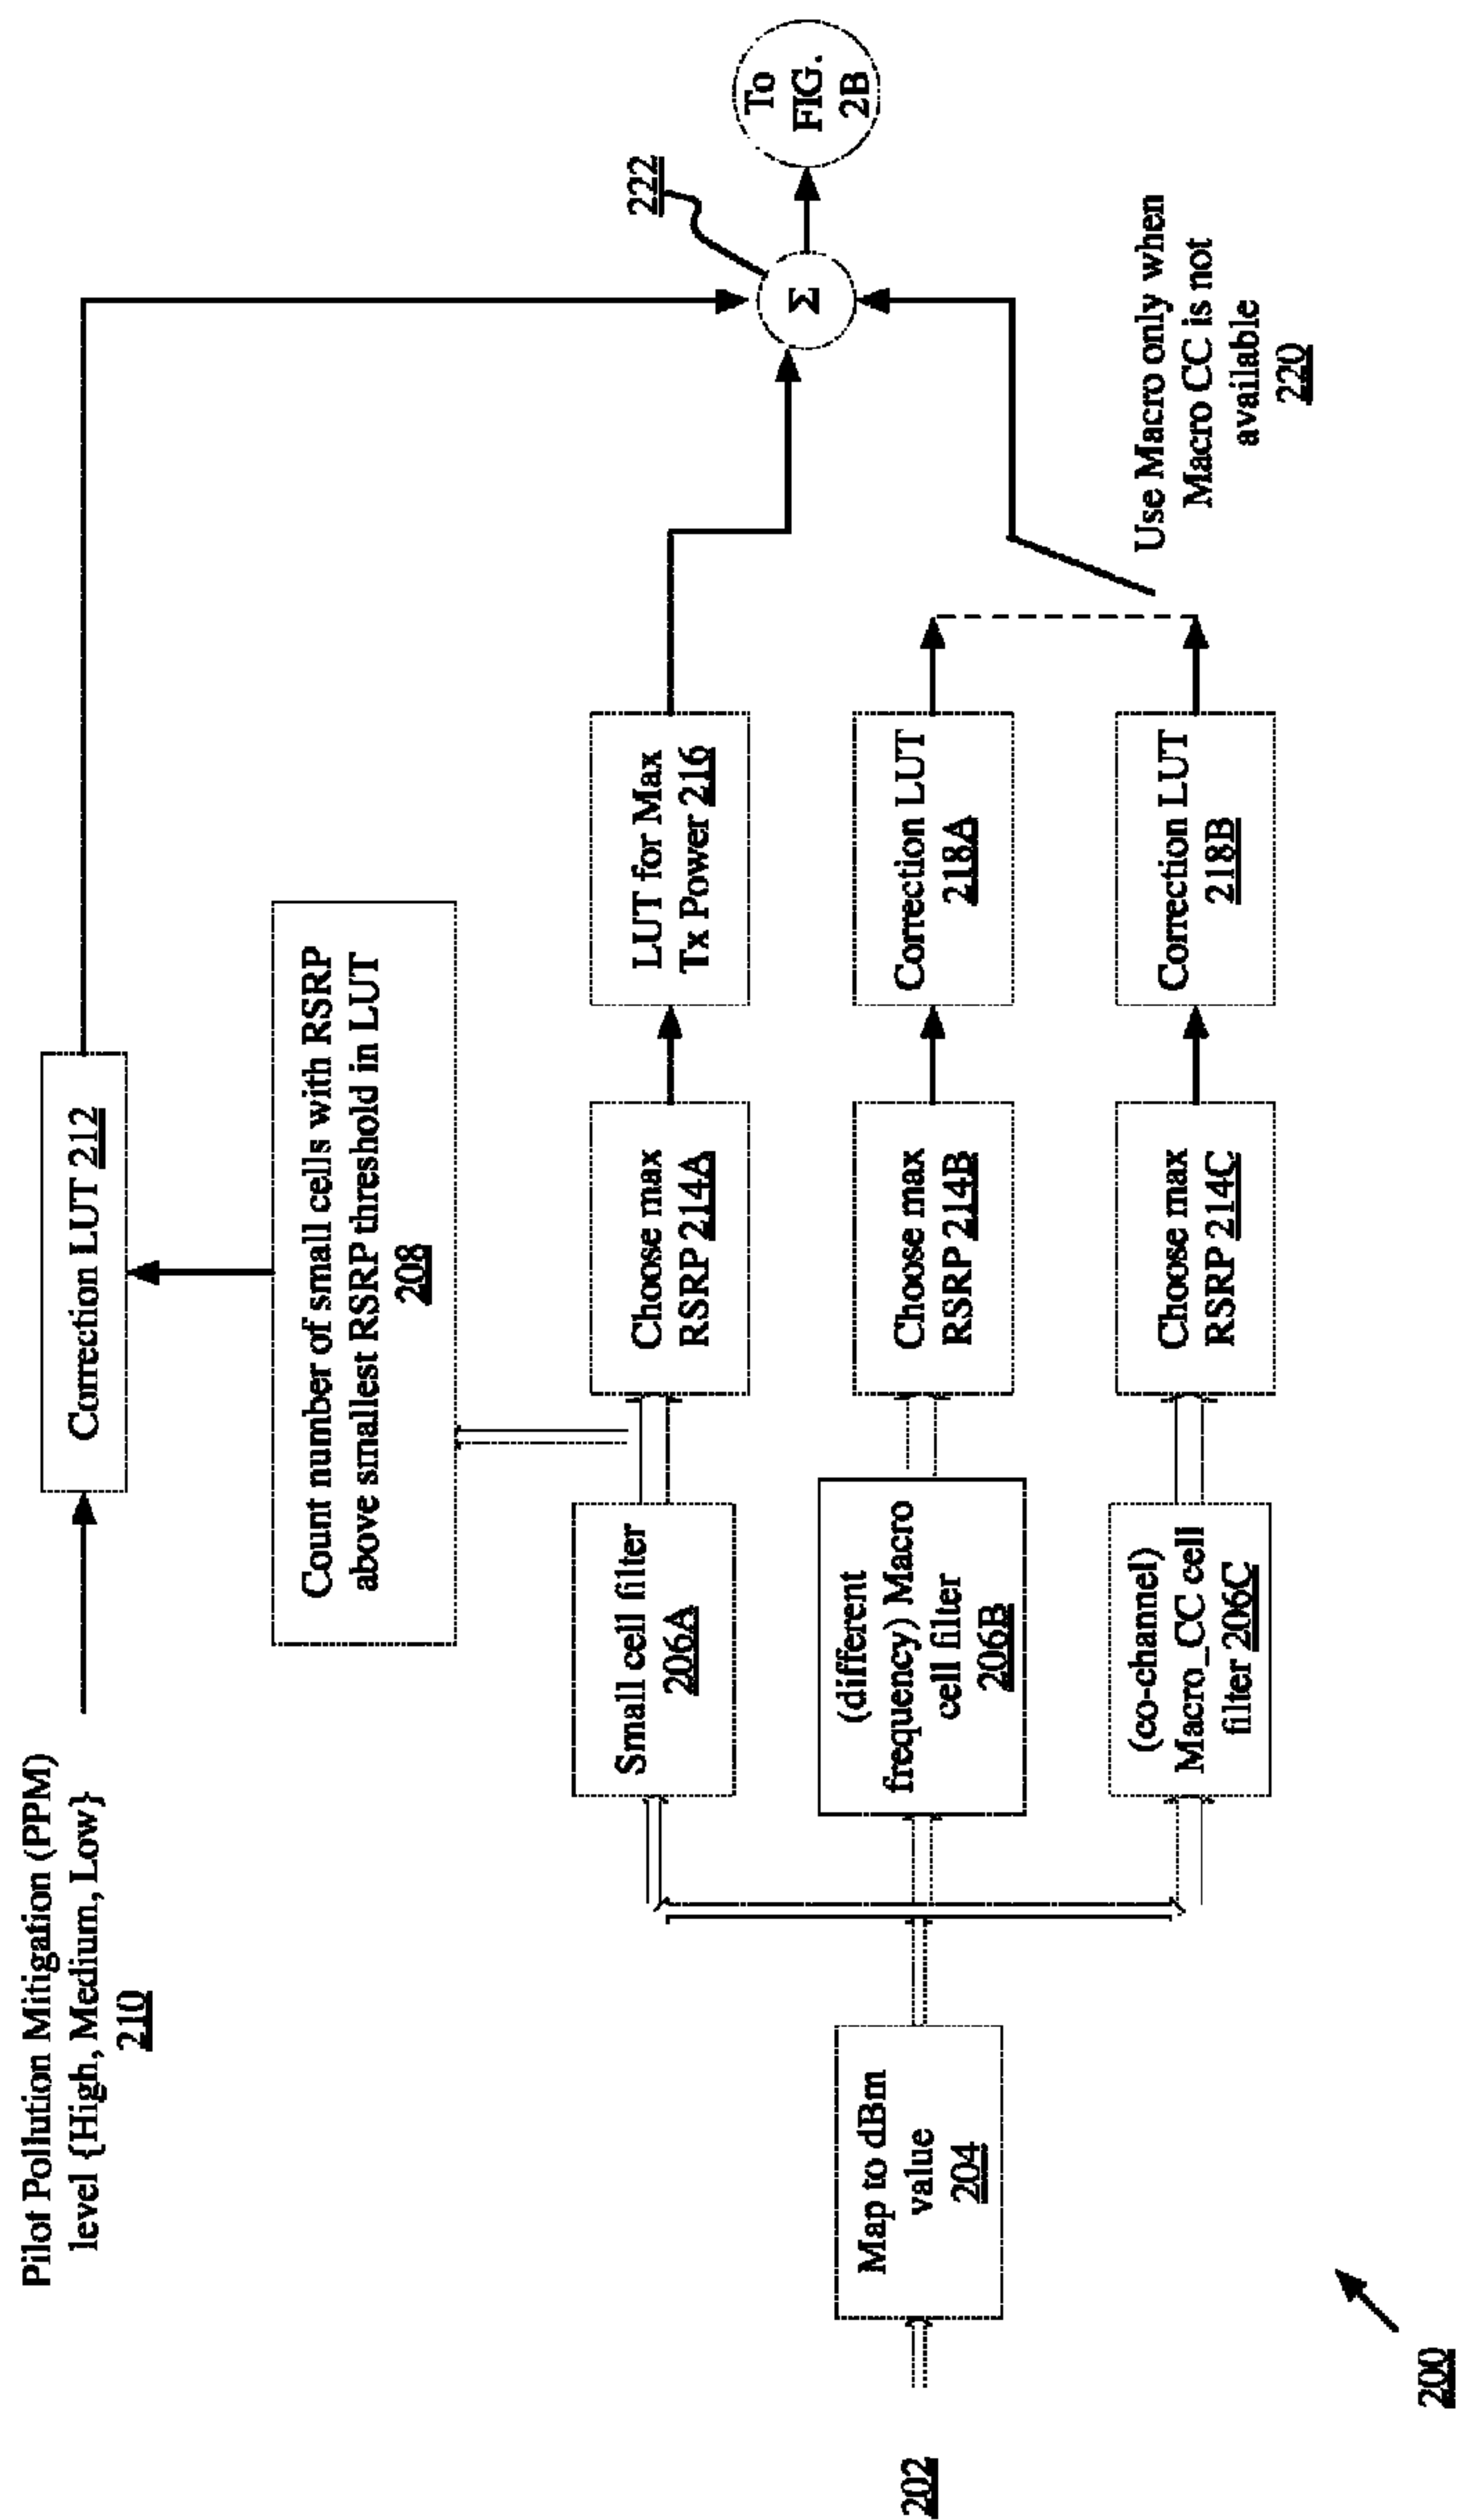 Pilot Pollution Mitigation (PPM)
level {High, Medium, Low}
210
Correction LUT 212
Count number of small cells with RSRP
above smallest RSRP threshold in LUT
208
202
Map to dBm
value
204
Small cell filter
206A
(different
frequency) Macro
cell filter
206B
(co-channel)
Macro_CC cell
filter 206C
Choose max
RSRP 214A
Choose max
RSRP 214B
Choose max
RSRP 214C
LUT for Max
Tx Power 216
Correction LUT
218A
Correction LUT
218B
Use Macro only when
Macro CC is not
available
220
222
Σ
To
FIG.
2B
200